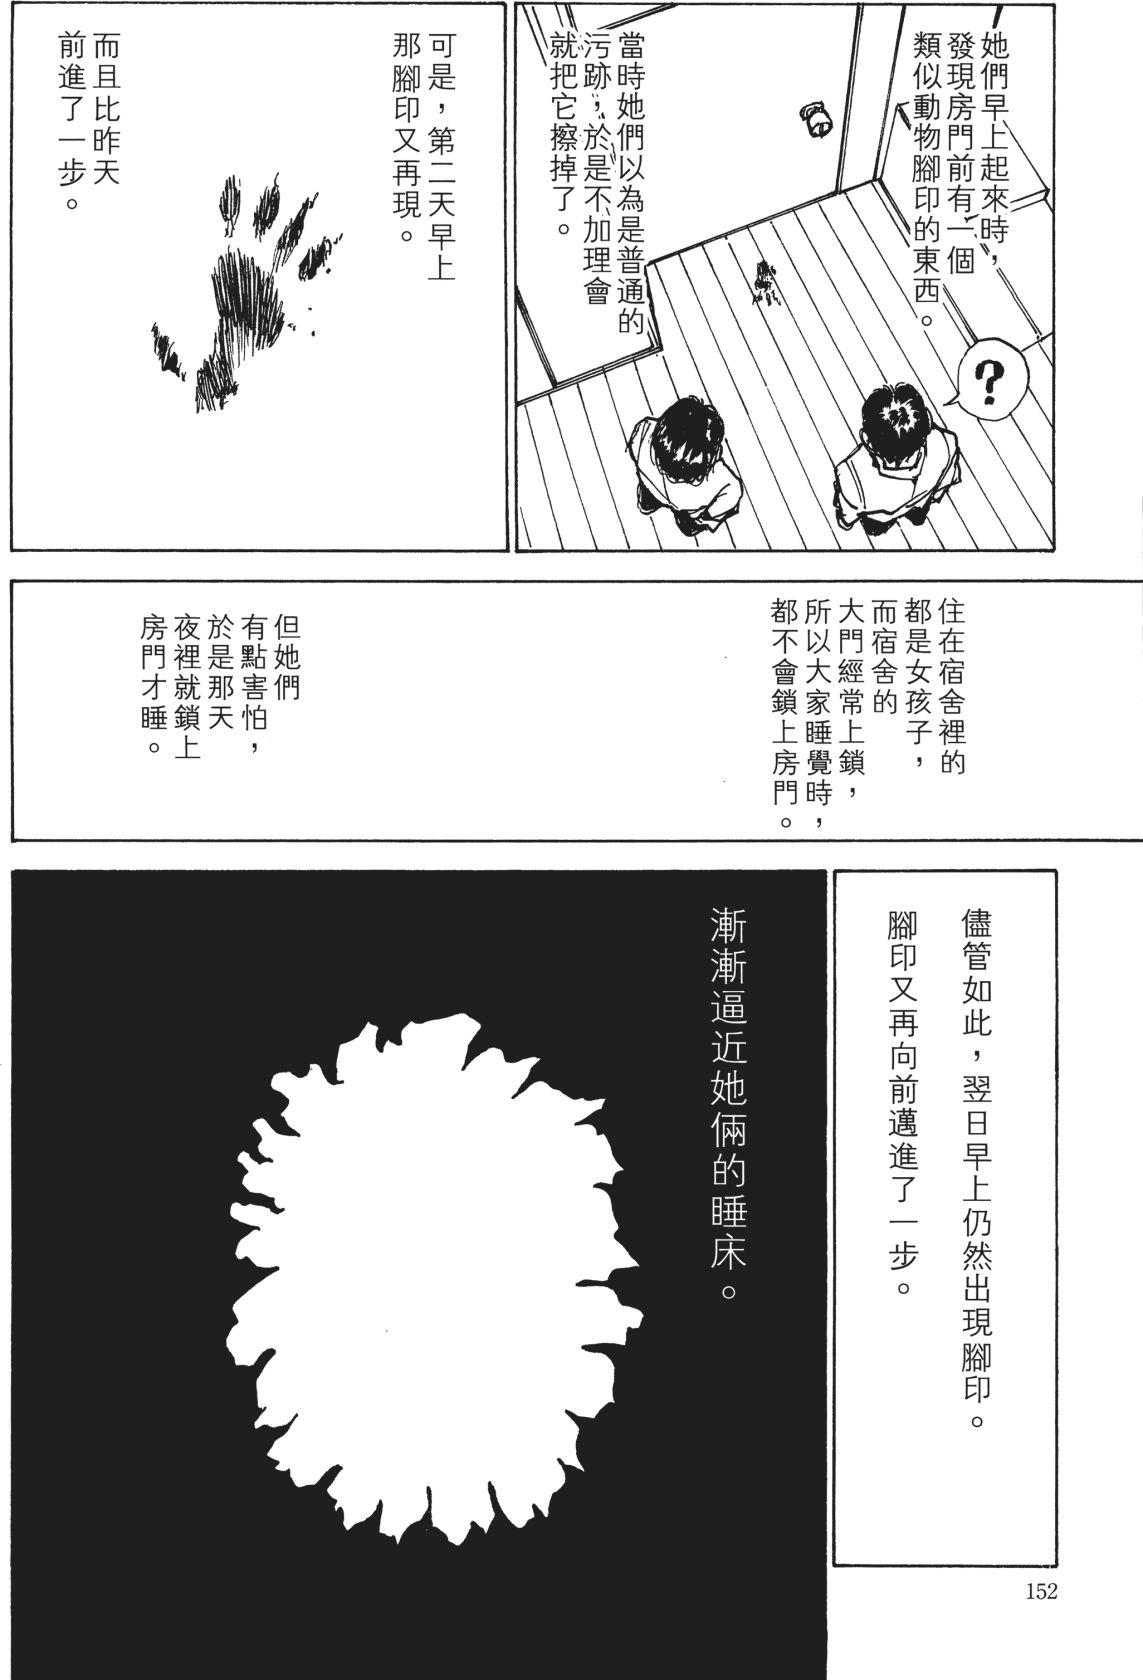 她們早上起來時，
發現房門前有一個
類似動物腳印的東西。
當時她們以為是普通的
污跡，於是不加理會
就把它擦掉了。
?
可是，第二天早上
那腳印又再現。
而且比昨天
前進了一步。
住在宿舍裡的
都是女孩子，
而宿舍的
大門經常上鎖，
所以大家睡覺時，
都不會鎖上房門。
但她們
有點害怕，
於是那天
夜裡就鎖上
房門才睡。
儘管如此，翌日早上仍然出現腳印。
腳印又再向前邁進了一步。
漸漸逼近她倆的睡床。
152